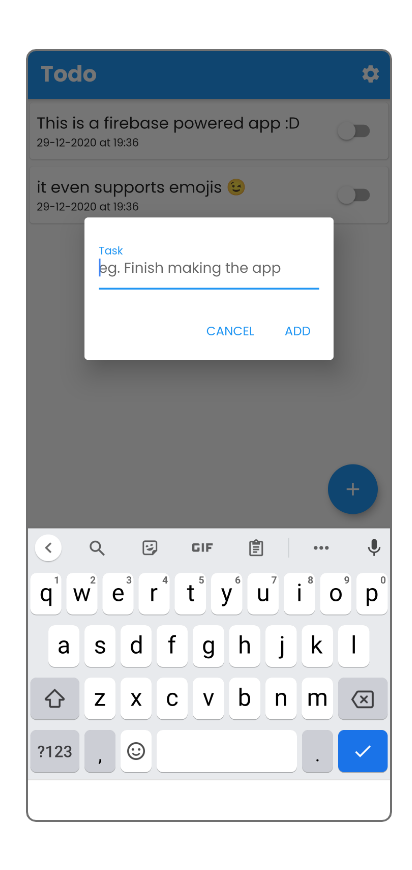 Todo
This is a firebase powered app :D
29-12-2020 at 19:36
it even supports emojis 😉
29-12-2020 at 19:36
Task
eg. Finish making the app
CANCEL ADD
+
GIF
q1 w2 e3 r4 t5 y6 u7 i8 o9 p0
a s d f g h j k l
z x c v b n m
?123 , .